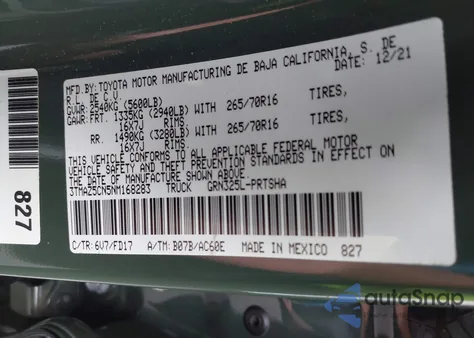 MFD.BY: TOYOTA MOTOR MANUFACTURING DE BAJA CALIFORNIA, S. DE
R.L. DE C.V. DATE: 12/21
GVWR: 2540KG (5600LB)
GAWR: FRT. 1335KG (2940LB) WITH 265/70R16 TIRES,
16X7J RIMS
RR. 1490KG (3280LB) WITH 265/70R16 TIRES,
16X7J RIMS
THIS VEHICLE CONFORMS TO ALL APPLICABLE FEDERAL MOTOR
VEHICLE SAFETY AND THEFT PREVENTION STANDARDS IN EFFECT ON
THE DATE OF MANUFACTURE SHOWN ABOVE.
3TMAZ5CN5NM168283 TRUCK GRN325L-PRTSHA
C/TR: 6V7/FD17 A/TM: B07B/AC60E MADE IN MEXICO 827
827
autoSnap